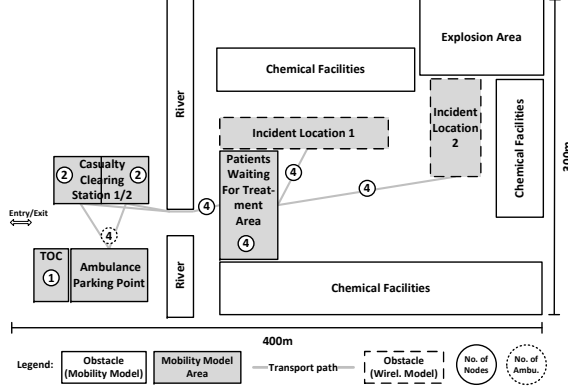 Explosion Area
Chemical Facilities
River
Incident Location 1
Incident
Location
2
Chemical Facilities
300m
Patients
Waiting
For Treat-
ment
Area
4
4
4
4
Casualty
Clearing
Station 1/2
2
2
Entry/Exit
4
TOC
1
Ambulance
Parking Point
River
Chemical Facilities
400m
Legend:
Obstacle
(Mobility Model)
Mobility Model
Area
Transport path
Obstacle
(Wirel. Model)
No. of
Nodes
No. of
Ambu.